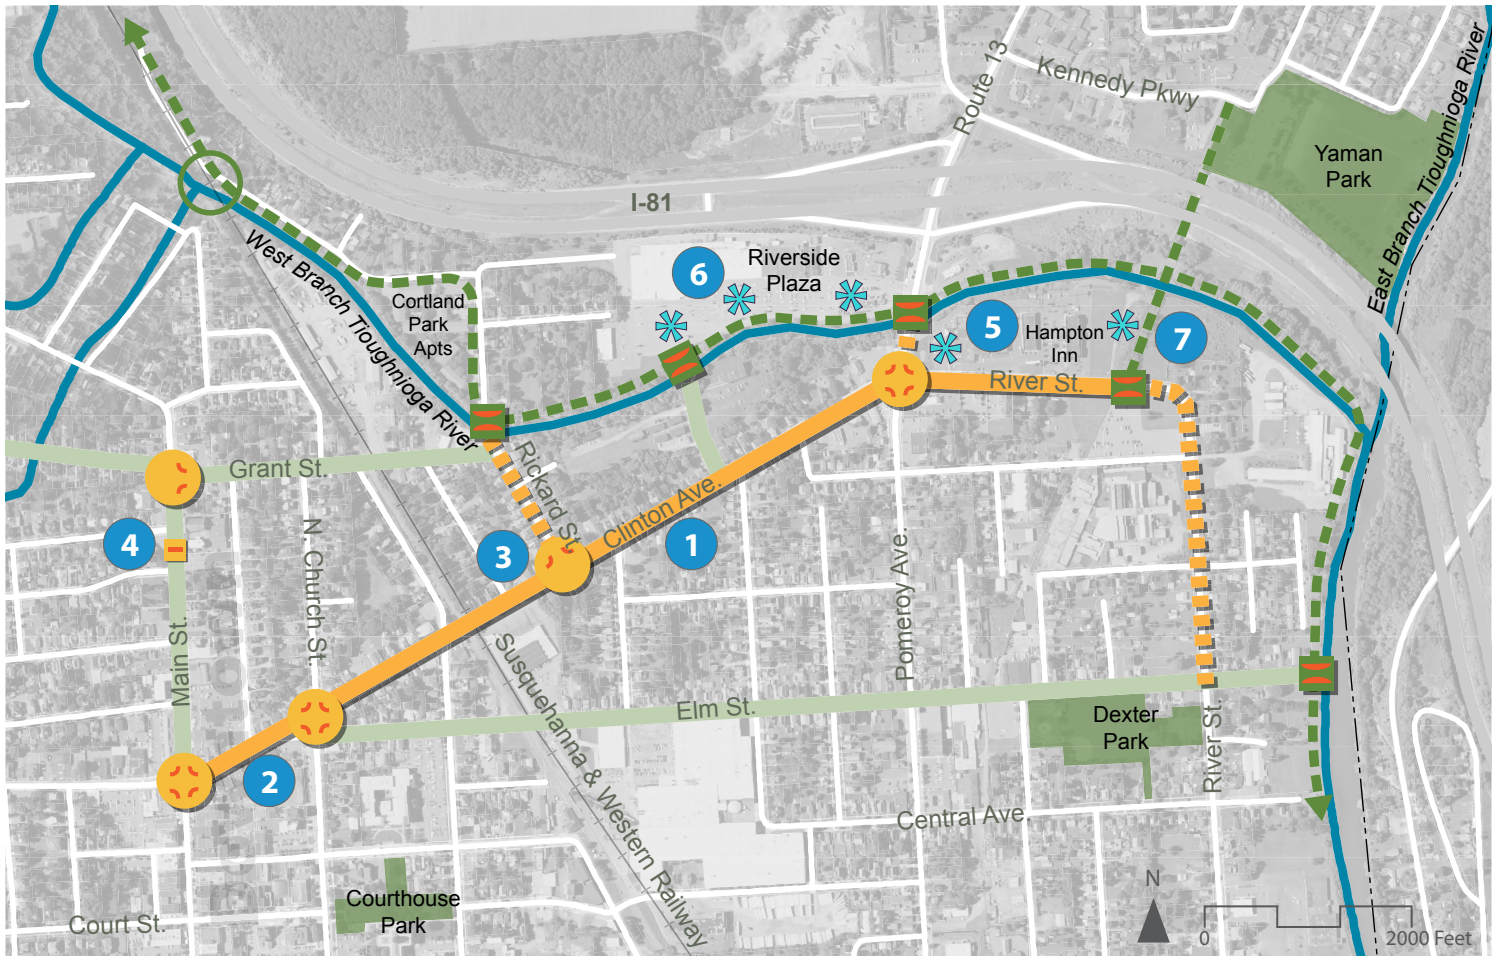 Route 13
Kennedy Pkwy
East Branch Tioughnioga River
Yaman
Park
I-81
West Branch Tioughnioga River
6
Riverside
Plaza
Cortland
Park
Apts
5
Hampton
Inn
7
River St.
Grant St.
Rickard St.
Clinton Ave.
4
3
1
N. Church St.
Main St.
Pomeroy Ave.
Susquehanna & Western Railway
Elm St.
Dexter
Park
River St.
2
Central Ave.
Courthouse
Park
Court St.
N
0
2000 Feet